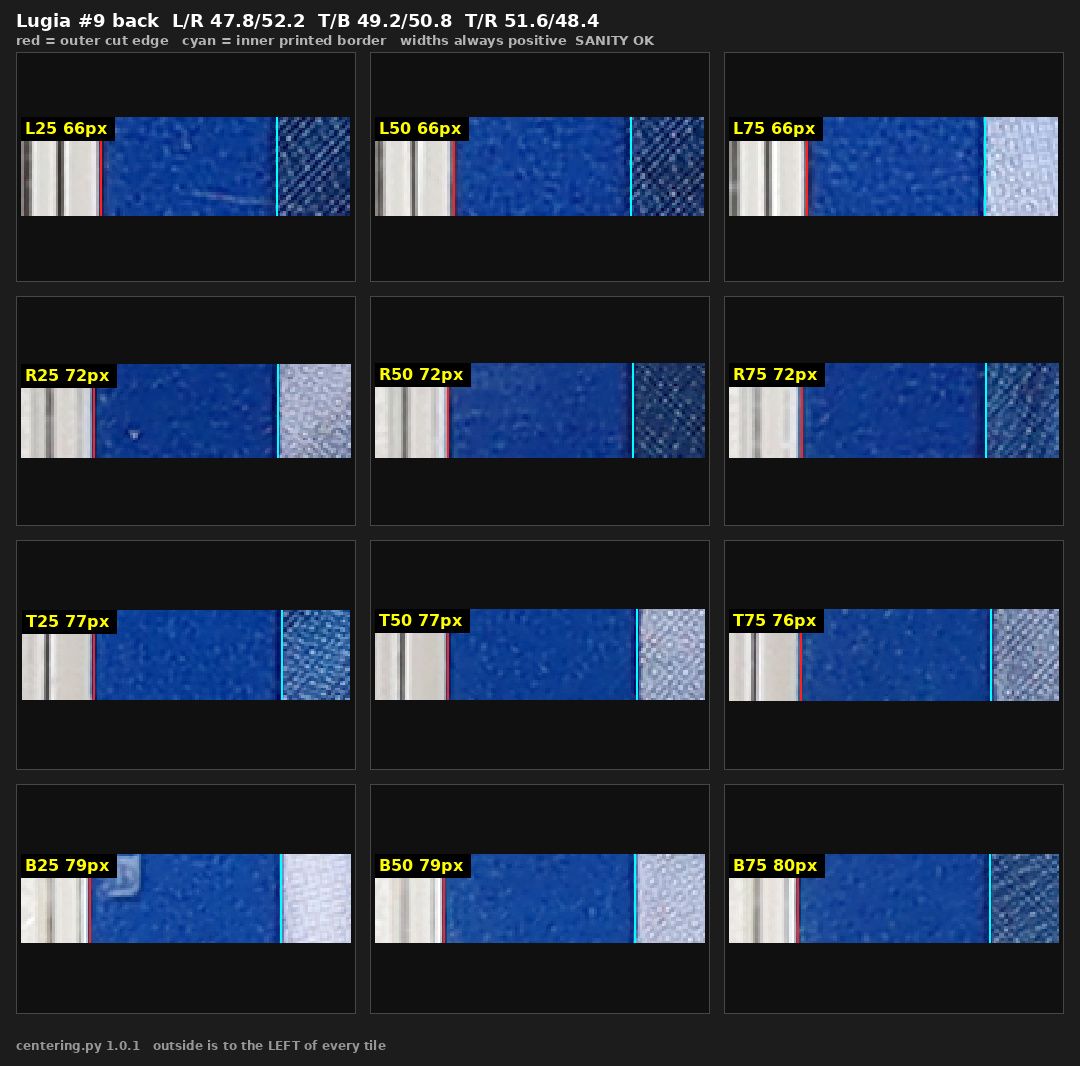 Lugia #9 back  L/R 47.8/52.2  T/B 49.2/50.8  T/R 51.6/48.4
red = outer cut edge   cyan = inner printed border   widths always positive  SANITY OK
L25 66px
L50 66px
L75 66px
R25 72px
R50 72px
R75 72px
T25 77px
T50 77px
T75 76px
B25 79px
B50 79px
B75 80px
centering.py 1.0.1   outside is to the LEFT of every tile